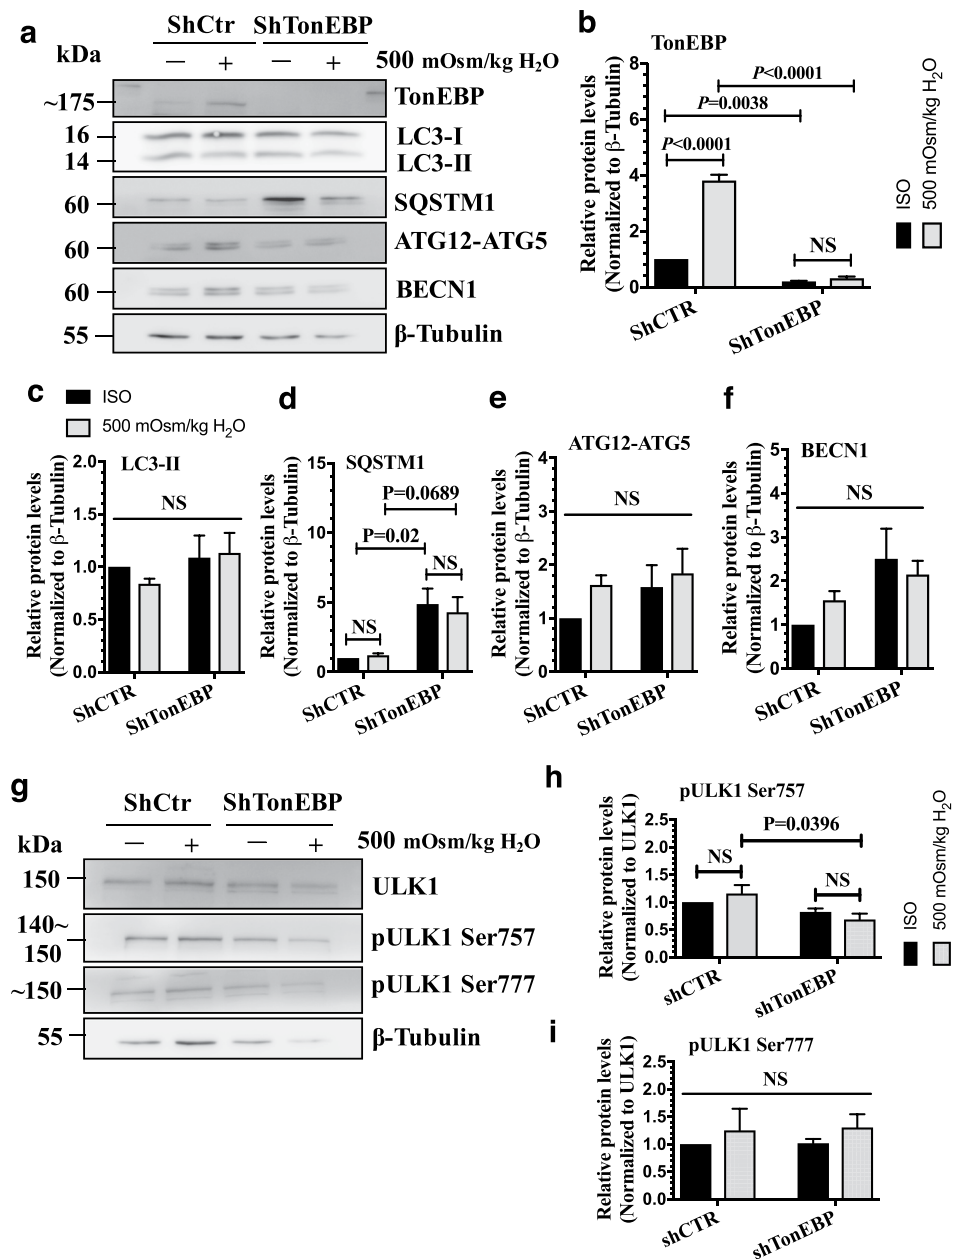 a
ShCtr ShTonEBP
kDa
— + — + 500 mOsm/kg H₂O
~175 TonEBP
16 LC3-I
14 LC3-II
60 SQSTM1
60 ATG12-ATG5
60 BECN1
55 β-Tubulin
b
TonEBP
Relative protein levels
(Normalized to β-Tubulin)
8
6
4
2
0
P<0.0001
P=0.0038
P<0.0001
NS
ShCTR
ShTonEBP
ISO
500 mOsm/kg H₂O
c
ISO
500 mOsm/kg H₂O
LC3-II
Relative protein levels
(Normalized to β-Tubulin)
2.0
1.5
1.0
0.5
0.0
NS
ShCTR
ShTonEBP
d
SQSTM1
Relative protein levels
(Normalized to β-Tubulin)
15
10
5
0
P=0.0689
P=0.02
NS
NS
ShCTR
ShTonEBP
e
ATG12-ATG5
Relative protein levels
(Normalized to β-Tubulin)
4
3
2
1
0
NS
ShCTR
ShTonEBP
f
BECN1
Relative protein levels
(Normalized to β-Tubulin)
5
4
3
2
1
0
NS
ShCTR
ShTonEBP
g
ShCtr ShTonEBP
kDa
— + — + 500 mOsm/kg H₂O
150 ULK1
140~
150 pULK1 Ser757
~150 pULK1 Ser777
55 β-Tubulin
h
pULK1 Ser757
Relative protein levels
(Normalized to ULK1)
2.5
2.0
1.5
1.0
0.5
0.0
P=0.0396
NS
NS
shCTR
shTonEBP
ISO
500 mOsm/kg H₂O
i
pULK1 Ser777
Relative protein levels
(Normalized to ULK1)
2.5
2.0
1.5
1.0
0.5
0.0
NS
shCTR
shTonEBP